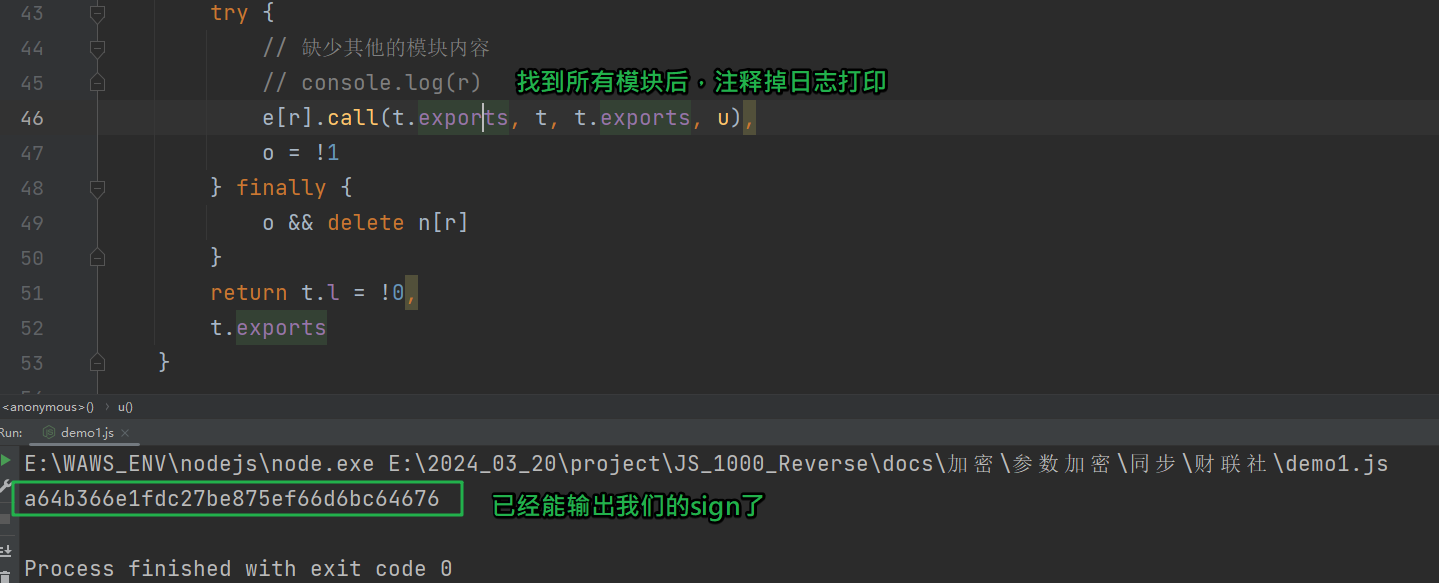 43 try {
44 // 缺少其他的模块内容
45 // console.log(r) 找到所有模块后，注释掉日志打印
46 e[r].call(t.exports, t, t.exports, u),
47 o = !1
48 } finally {
49 o && delete n[r]
50 }
51 return t.l = !0,
52 t.exports
53 }
<anonymous>() › u()
Run: demo1.js ×
E:\WAWS_ENV\nodejs\node.exe E:\2024_03_20\project\JS_1000_Reverse\docs\加密\参数加密\同步\财联社\demo1.js
a64b366e1fdc27be875ef66d6bc64676 已经能输出我们的sign了
Process finished with exit code 0